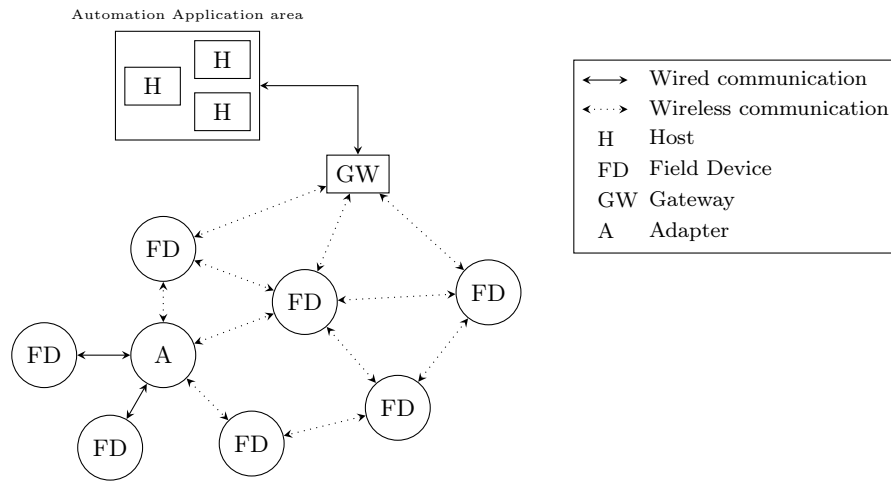 Automation Application area
H
H
H
GW
FD
FD
FD
FD
A
FD
FD
FD
Wired communication
Wireless communication
H Host
FD Field Device
GW Gateway
A Adapter